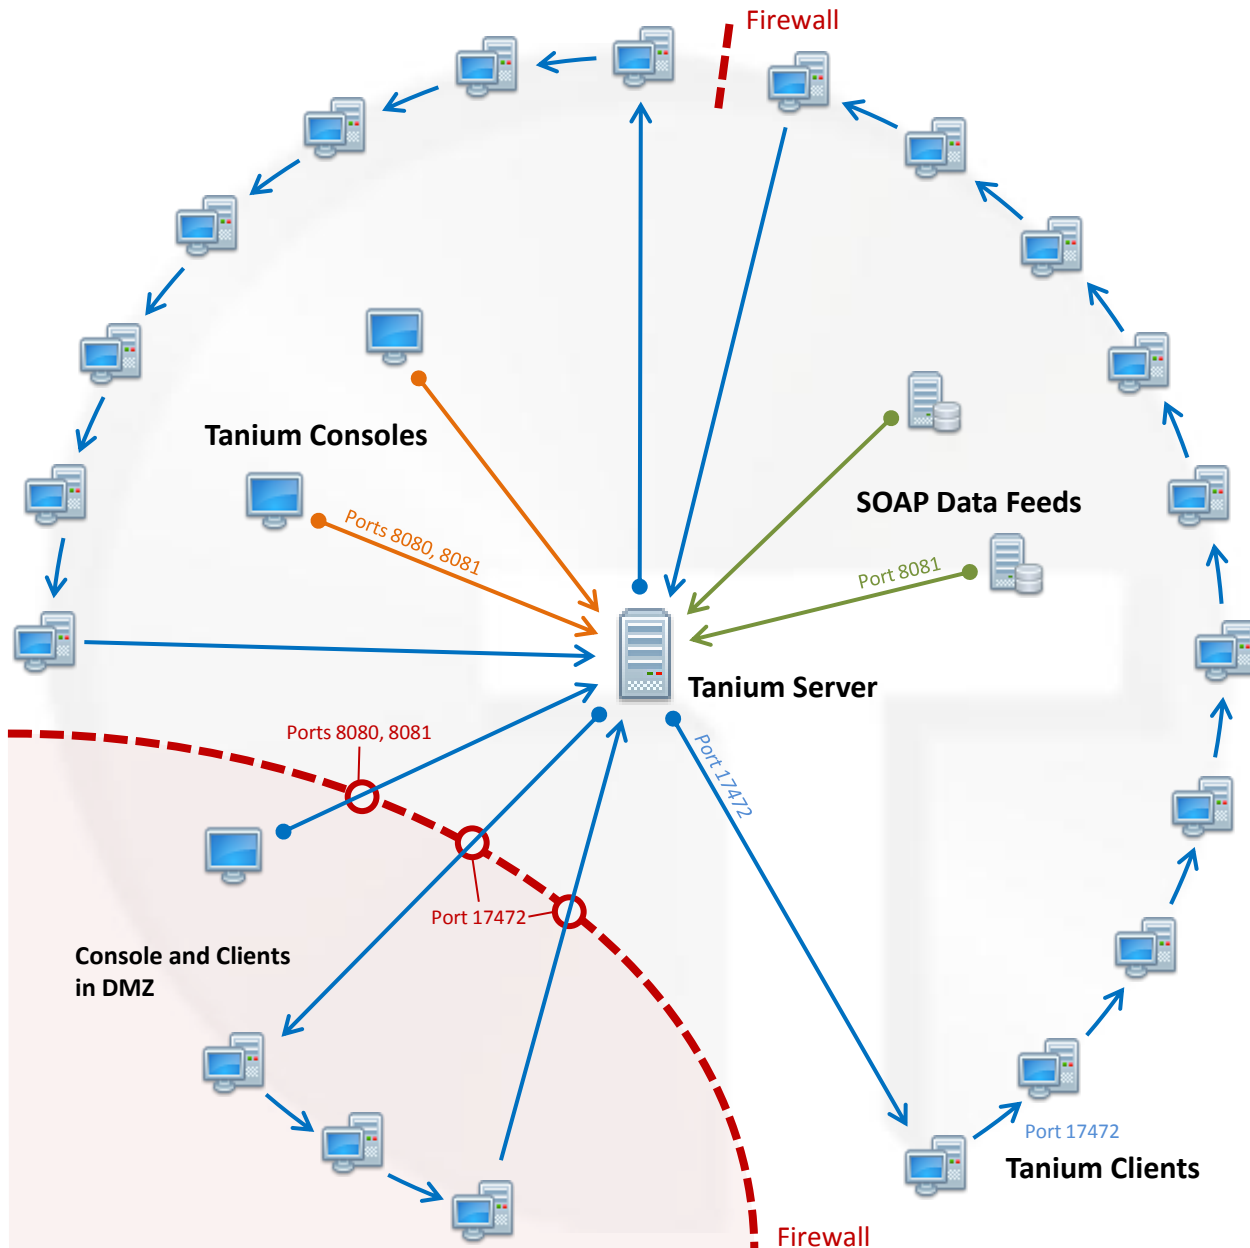 Firewall
Tanium Consoles
Ports 8080, 8081
SOAP Data Feeds
Port 8081
Tanium Server
Ports 8080, 8081
Port 17472
Port 17472
Console and Clients
in DMZ
Port 17472
Tanium Clients
Firewall